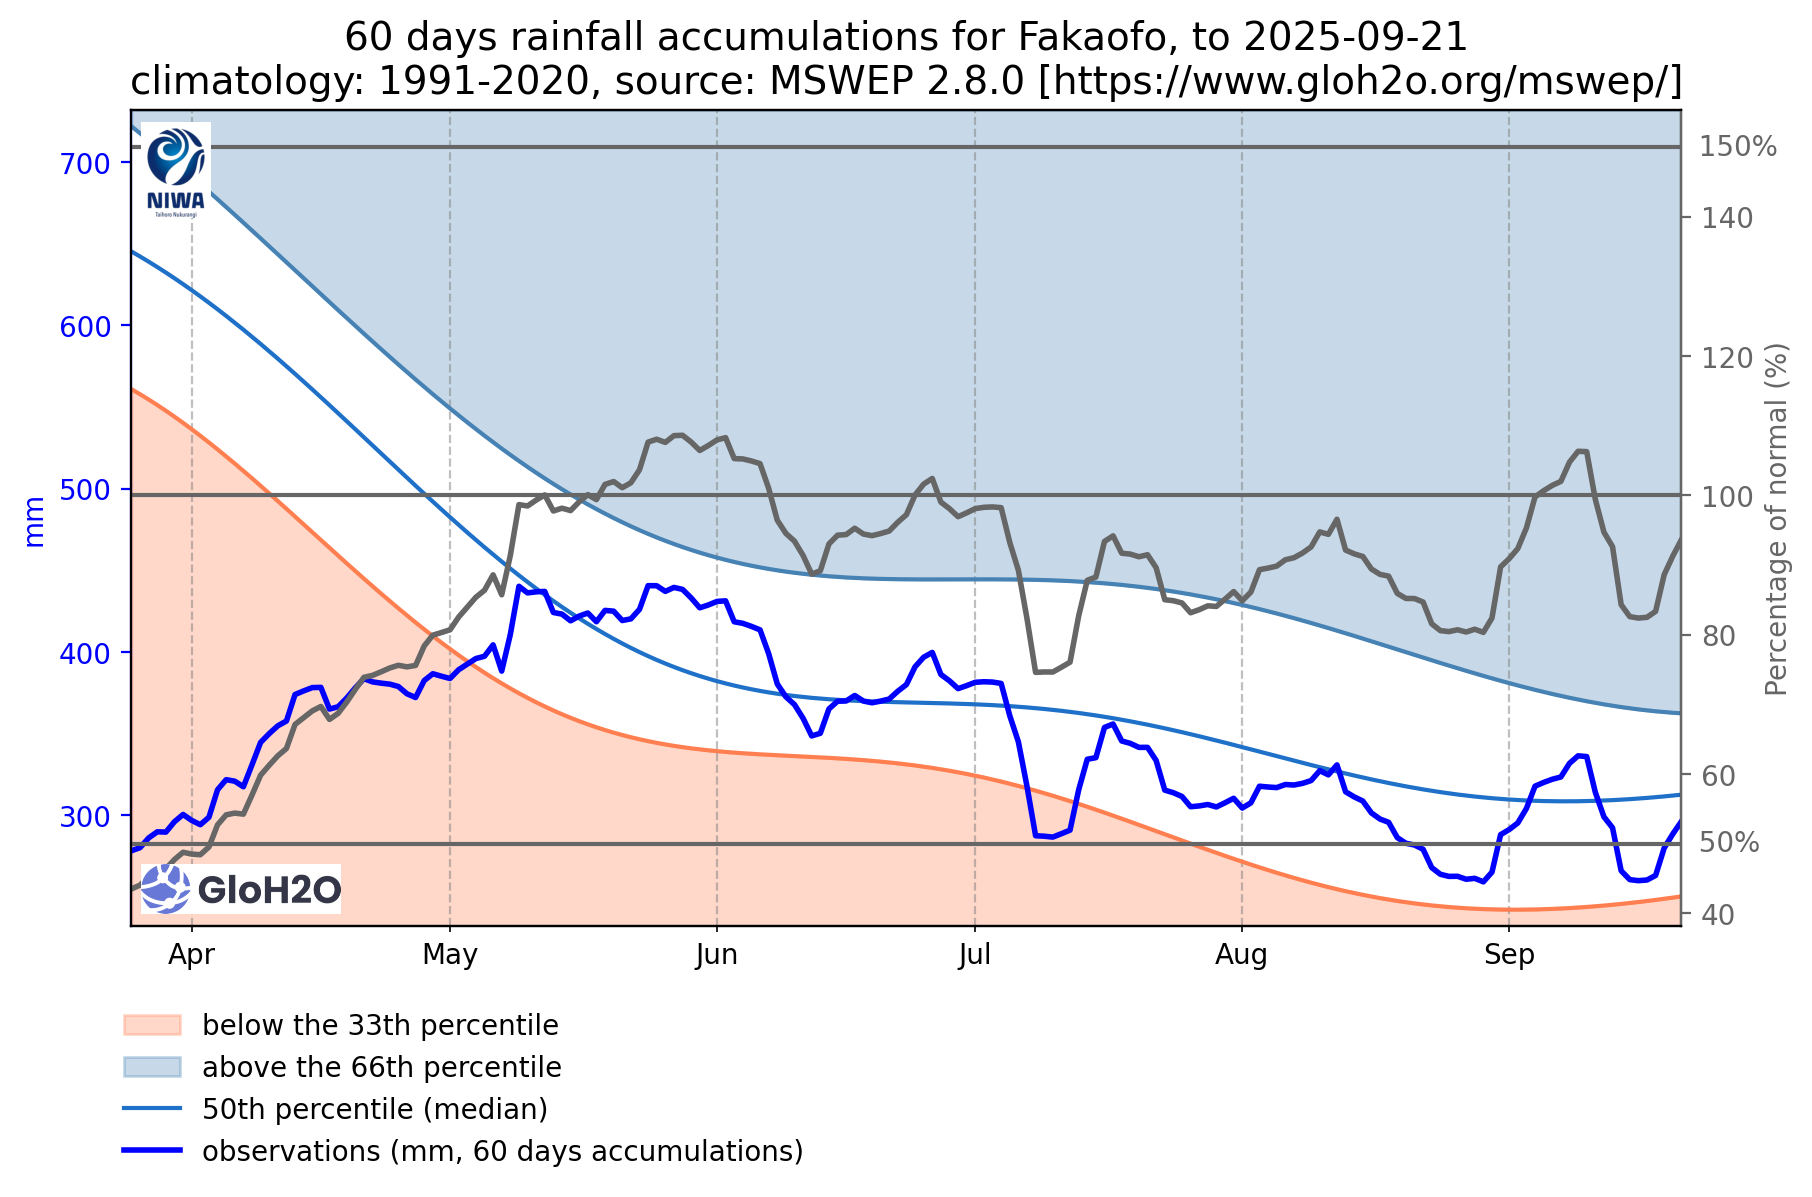 60 days rainfall accumulations for Fakaofo, to 2025-09-21
climatology: 1991-2020, source: MSWEP 2.8.0 [https://www.gloh2o.org/mswep/]
NIWA
Taihoro Nukurangi
700
600
500
400
300
mm
150%
140
120
100
80
60
50%
40
Percentage of normal (%)
GloH2O
Apr May Jun Jul Aug Sep
below the 33th percentile
above the 66th percentile
50th percentile (median)
observations (mm, 60 days accumulations)